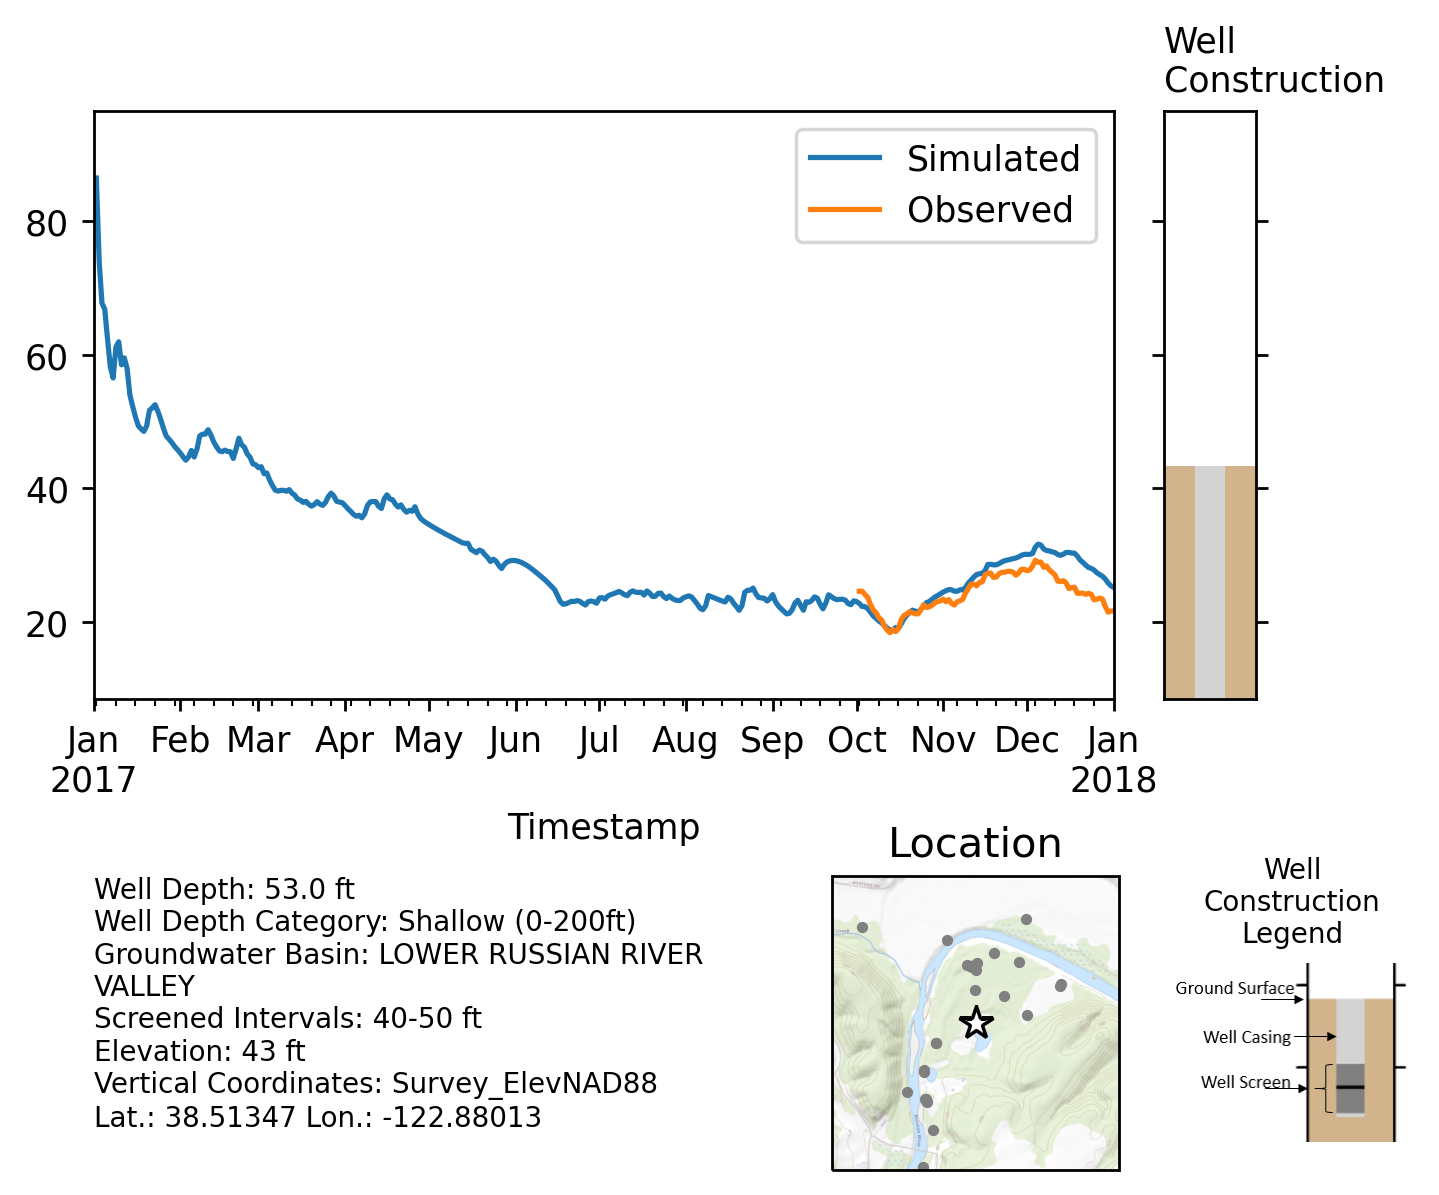 Well
Construction
Simulated
Observed
80
60
40
20
Jan Feb Mar Apr May Jun Jul Aug Sep Oct Nov Dec Jan
2017 2018
Timestamp
Well Depth: 53.0 ft
Well Depth Category: Shallow (0-200ft)
Groundwater Basin: LOWER RUSSIAN RIVER
VALLEY
Screened Intervals: 40-50 ft
Elevation: 43 ft
Vertical Coordinates: Survey_ElevNAD88
Lat.: 38.51347 Lon.: -122.88013
Location
Well
Construction
Legend
Ground Surface
Well Casing
Well Screen